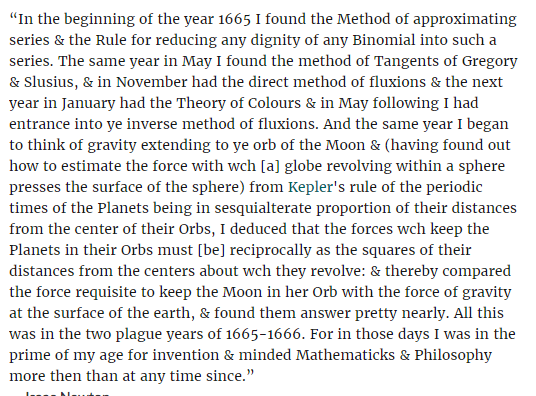 “In the beginning of the year 1665 I found the Method of approximating
series & the Rule for reducing any dignity of any Binomial into such a
series. The same year in May I found the method of Tangents of Gregory
& Slusius, & in November had the direct method of fluxions & the next
year in January had the Theory of Colours & in May following I had
entrance into ye inverse method of fluxions. And the same year I began
to think of gravity extending to ye orb of the Moon & (having found out
how to estimate the force with wch [a] globe revolving within a sphere
presses the surface of the sphere) from Kepler's rule of the periodic
times of the Planets being in sesquialterate proportion of their distances
from the center of their Orbs, I deduced that the forces wch keep the
Planets in their Orbs must [be] reciprocally as the squares of their
distances from the centers about wch they revolve: & thereby compared
the force requisite to keep the Moon in her Orb with the force of gravity
at the surface of the earth, & found them answer pretty nearly. All this
was in the two plague years of 1665-1666. For in those days I was in the
prime of my age for invention & minded Mathematicks & Philosophy
more then than at any time since.”